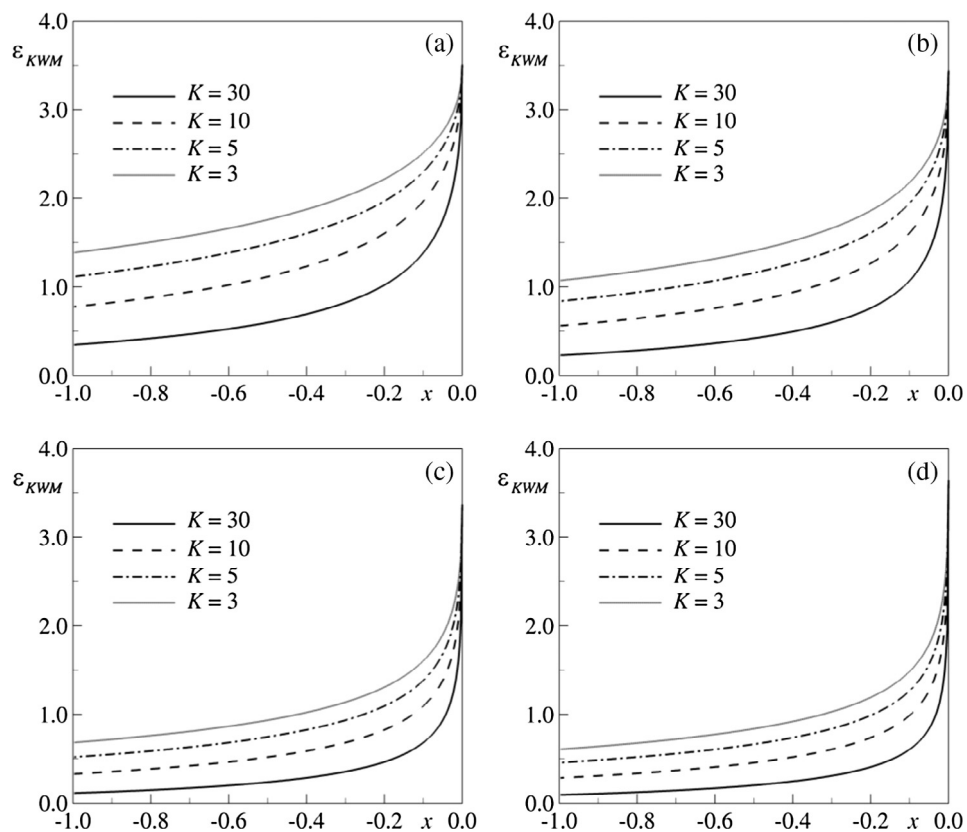 4.0 (a)
ε_KWM
K = 30
3.0
K = 10
K = 5
K = 3
2.0
1.0
0.0
-1.0 -0.8 -0.6 -0.4 -0.2 x 0.0
4.0 (b)
ε_KWM
K = 30
3.0
K = 10
K = 5
K = 3
2.0
1.0
0.0
-1.0 -0.8 -0.6 -0.4 -0.2 x 0.0
4.0 (c)
ε_KWM
K = 30
3.0
K = 10
K = 5
K = 3
2.0
1.0
0.0
-1.0 -0.8 -0.6 -0.4 -0.2 x 0.0
4.0 (d)
ε_KWM
K = 30
3.0
K = 10
K = 5
K = 3
2.0
1.0
0.0
-1.0 -0.8 -0.6 -0.4 -0.2 x 0.0